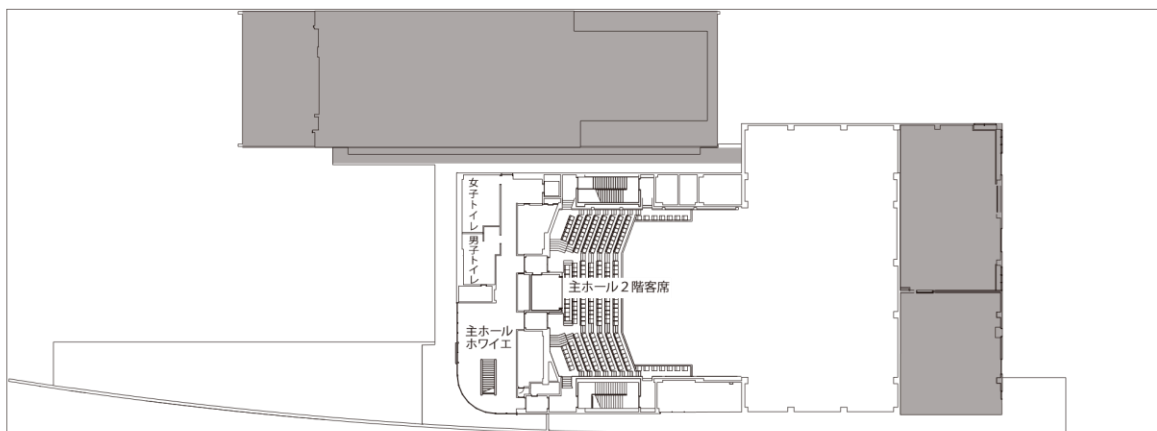 女子トイレ
男子トイレ
主ホール２階客席
主ホール
ホワイエ